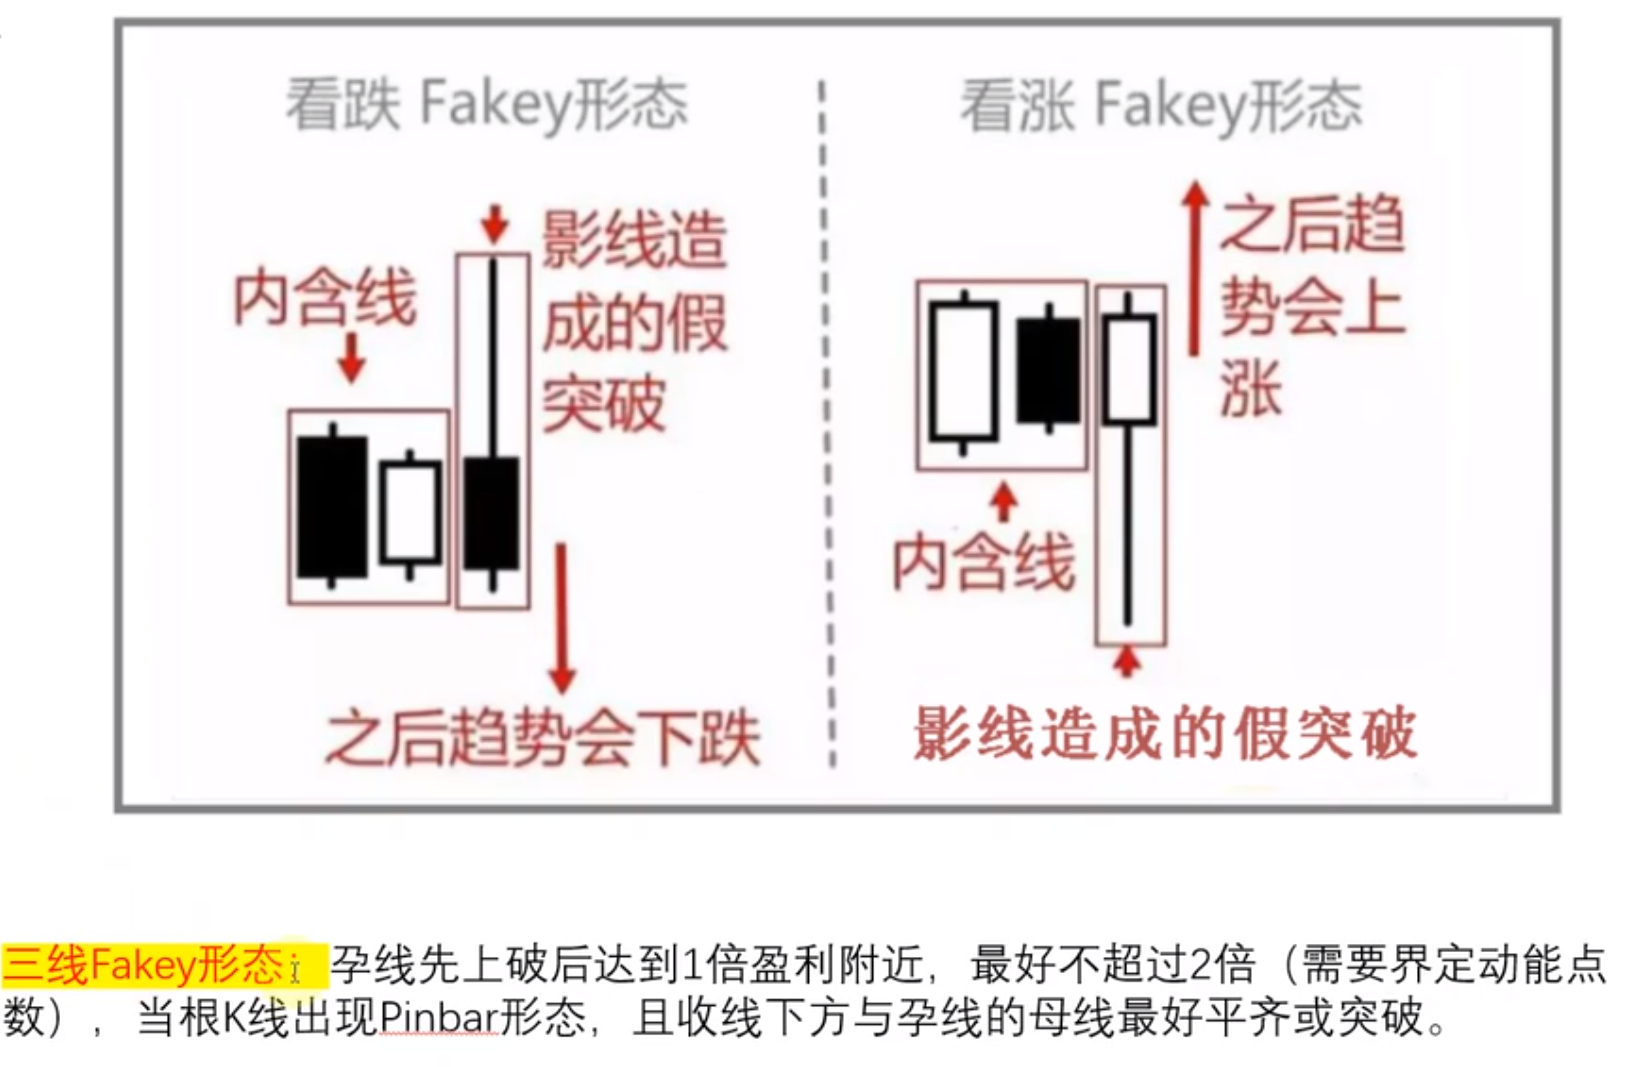 看跌 Fakey形态
内含线
影线造
成的假
突破
之后趋势会下跌
看涨 Fakey形态
之后趋
势会上
涨
内含线
影线造成的假突破
三线Fakey形态：孕线先上破后达到1倍盈利附近，最好不超过2倍（需要界定动能点
数），当根K线出现Pinbar形态，且收线下方与孕线的母线最好平齐或突破。